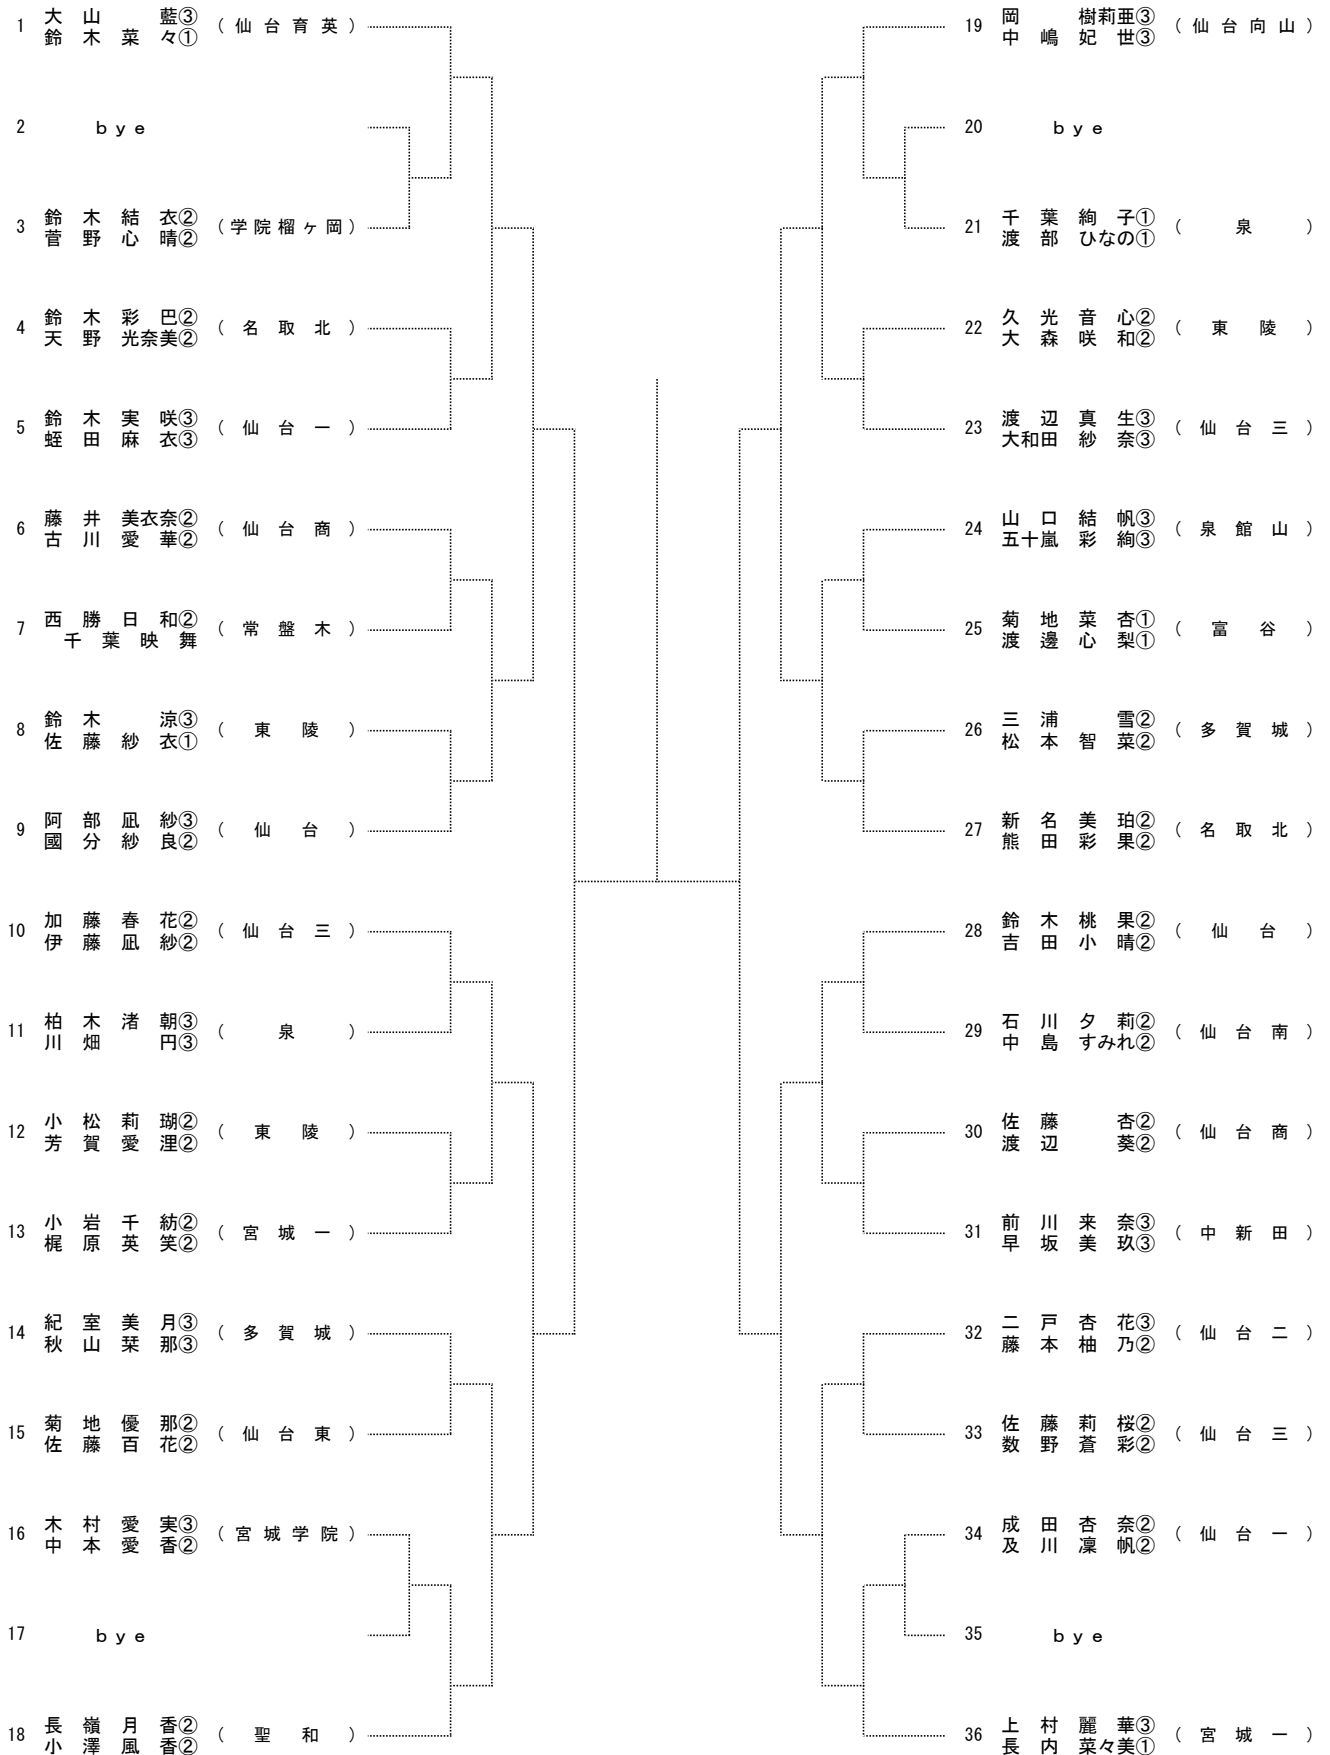 1 大山 藍③ (仙台育英)
鈴木菜々①
2 bye
3 鈴木結衣② (学院榴ヶ岡)
菅野心晴②
4 鈴木彩巴② (名取北)
天野光奈美②
5 鈴木実咲③ (仙台一)
蛭田麻衣③
6 藤井美衣奈② (仙台商)
古川愛華②
7 西勝日和② (常盤木)
千葉映舞
8 鈴木 涼③ (東陵)
佐藤紗衣①
9 阿部凪紗③ (仙台)
國分紗良②
10 加藤春花② (仙台三)
伊藤凪紗②
11 柏木渚朝③ (泉)
川畑 円③
12 小松莉瑚② (東陵)
芳賀愛浬②
13 小岩千紡② (宮城一)
梶原英笑②
14 紀室美月③ (多賀城)
秋山栞那③
15 菊地優那② (仙台東)
佐藤百花②
16 木村愛実③ (宮城学院)
中本愛香②
17 bye
18 長嶺月香② (聖和)
小澤風香②
19 岡 樹莉亜③ (仙台向山)
中嶋妃世③
20 bye
21 千葉絢子① (泉)
渡部ひなの①
22 久光音心② (東陵)
大森咲和②
23 渡辺真生③ (仙台三)
大和田紗奈③
24 山口結帆③ (泉館山)
五十嵐彩絢③
25 菊地菜杏① (富谷)
渡邊心梨①
26 三浦 雪② (多賀城)
松本智菜②
27 新名美珀② (名取北)
熊田彩果②
28 鈴木桃果② (仙台)
吉田小晴②
29 石川夕莉② (仙台南)
中島すみれ②
30 佐藤 杏② (仙台商)
渡辺 葵②
31 前川来奈③ (中新田)
早坂美玖③
32 二戸杏花③ (仙台二)
藤本柚乃②
33 佐藤莉桜② (仙台三)
数野蒼彩②
34 成田杏奈② (仙台一)
及川凜帆②
35 bye
36 上村麗華③ (宮城一)
長内菜々美①